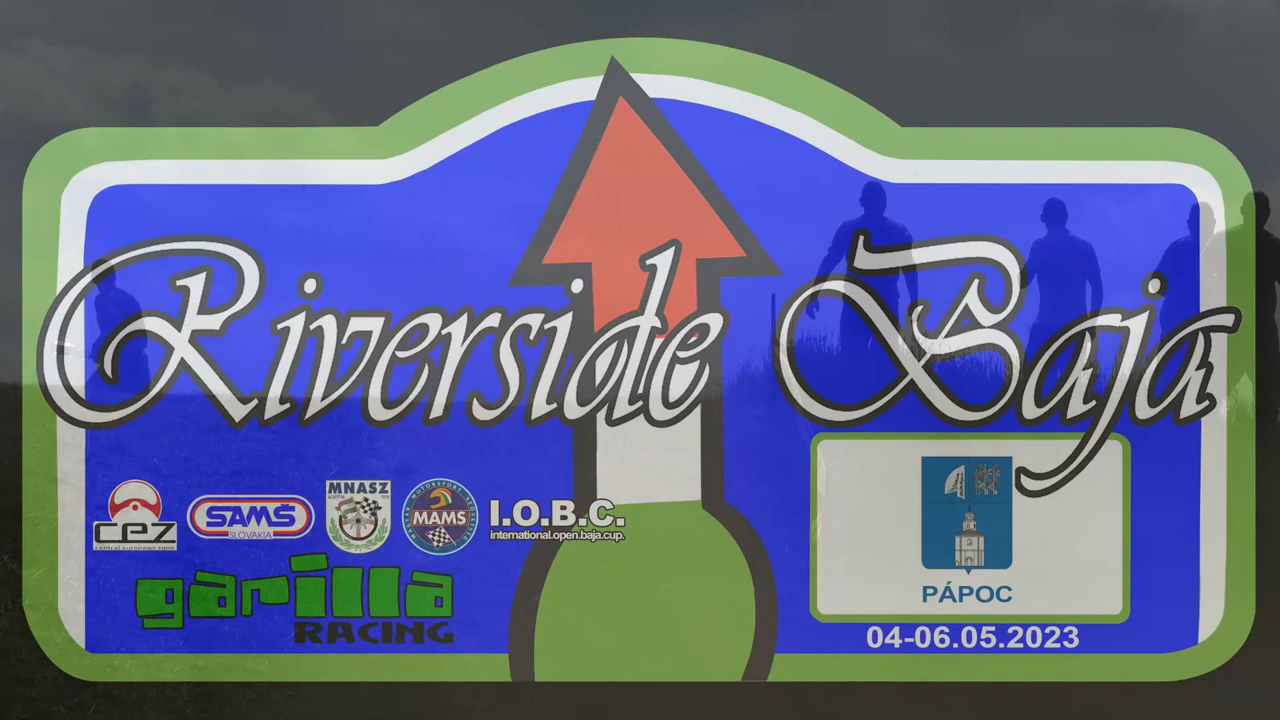 Riverside Baja
CEZ
central european zone
SAMŠ
SLOVAKIA
MNASZ
MAMS
I.O.B.C.
international.open.baja.cup.
garilla
RACING
PÁPOC
04-06.05.2023